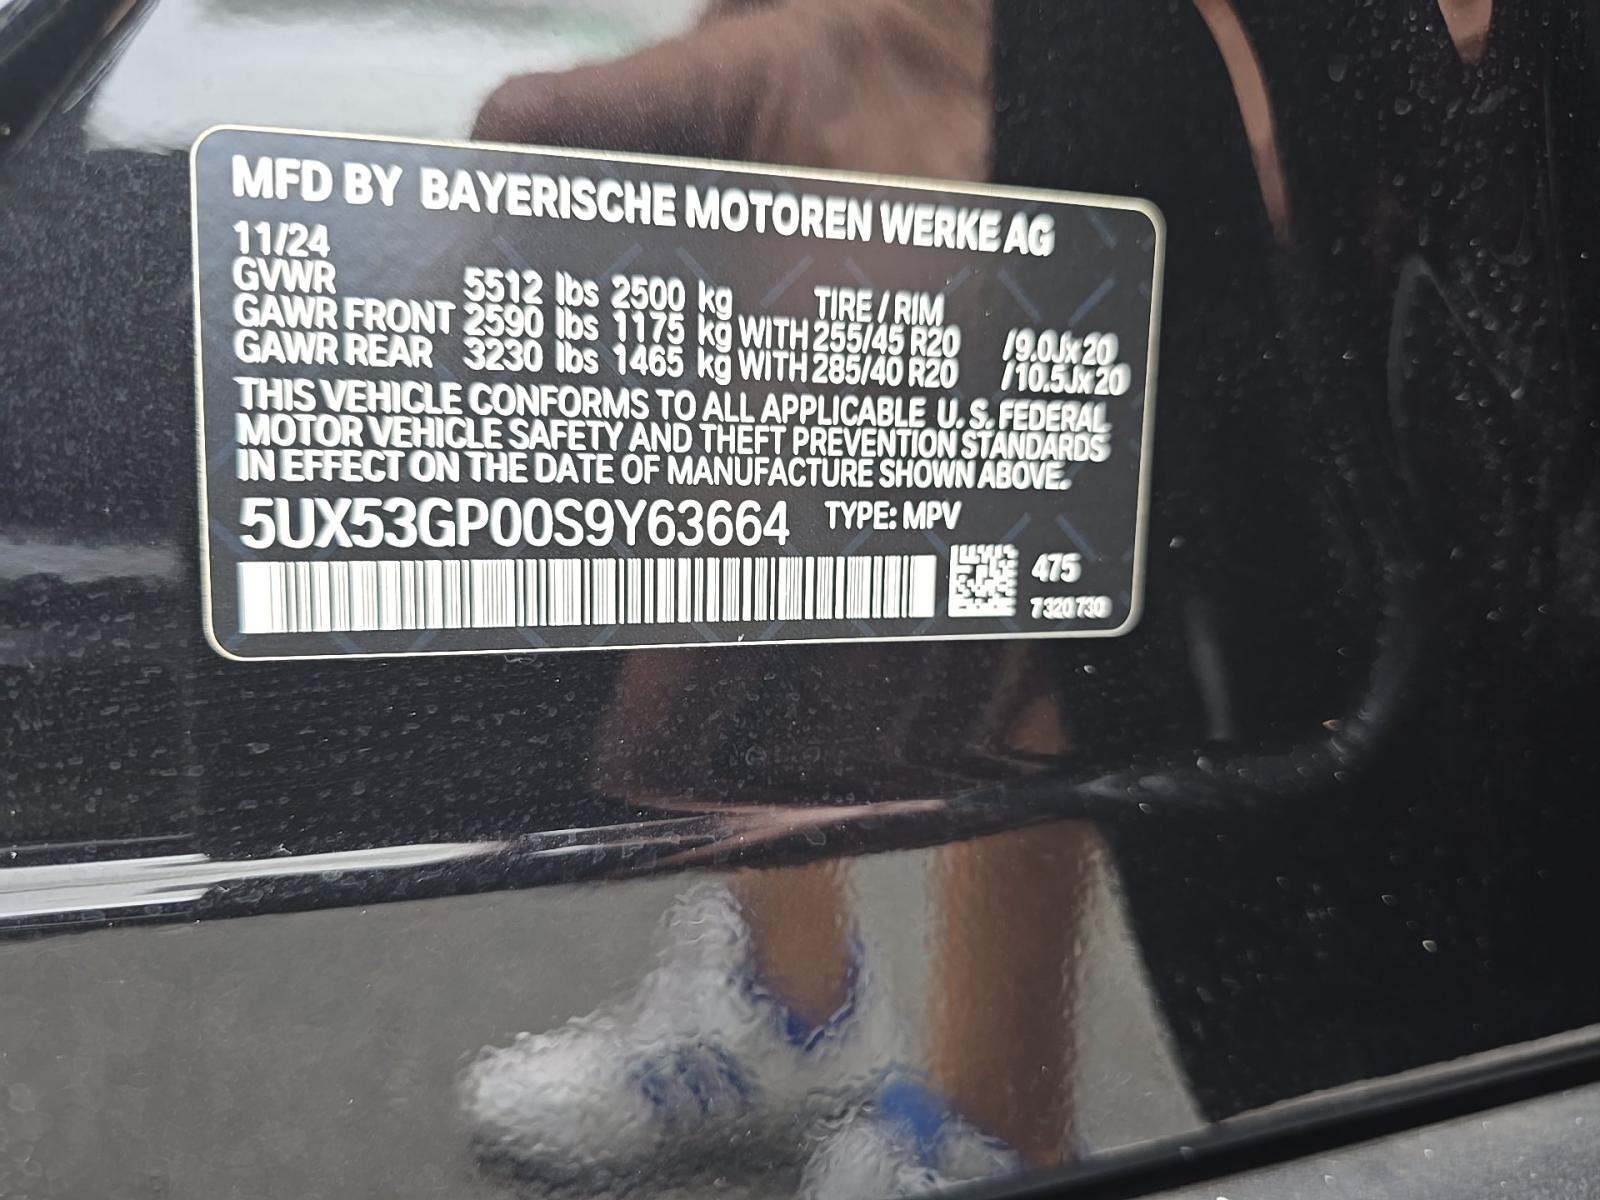 MFD BY BAYERISCHE MOTOREN WERKE AG
11/24
GVWR 5512 lbs 2500 kg TIRE / RIM
GAWR FRONT 2590 lbs 1175 kg WITH 255/45 R20 /9.0Jx20
GAWR REAR 3230 lbs 1465 kg WITH 285/40 R20 /10.5Jx20
THIS VEHICLE CONFORMS TO ALL APPLICABLE U.S. FEDERAL
MOTOR VEHICLE SAFETY AND THEFT PREVENTION STANDARDS
IN EFFECT ON THE DATE OF MANUFACTURE SHOWN ABOVE.
5UX53GP00S9Y63664 TYPE: MPV
475
7 320 730